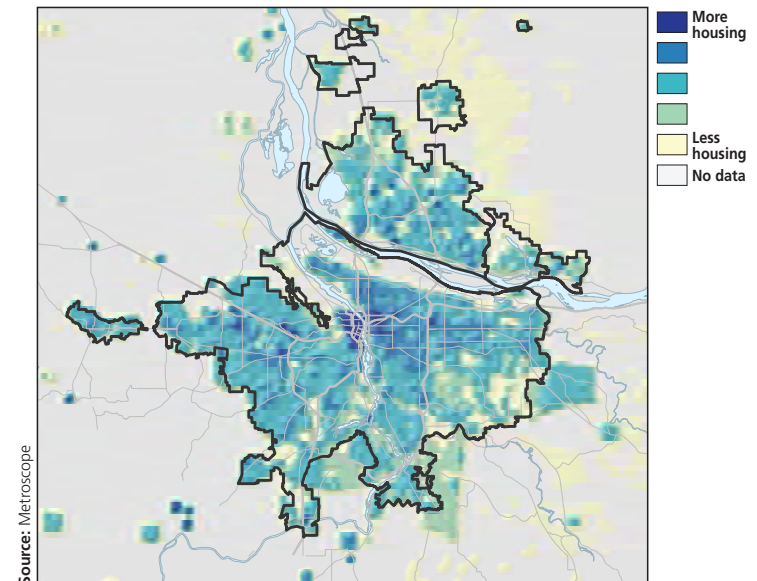 More
housing
Less
housing
No data
Source: Metroscope